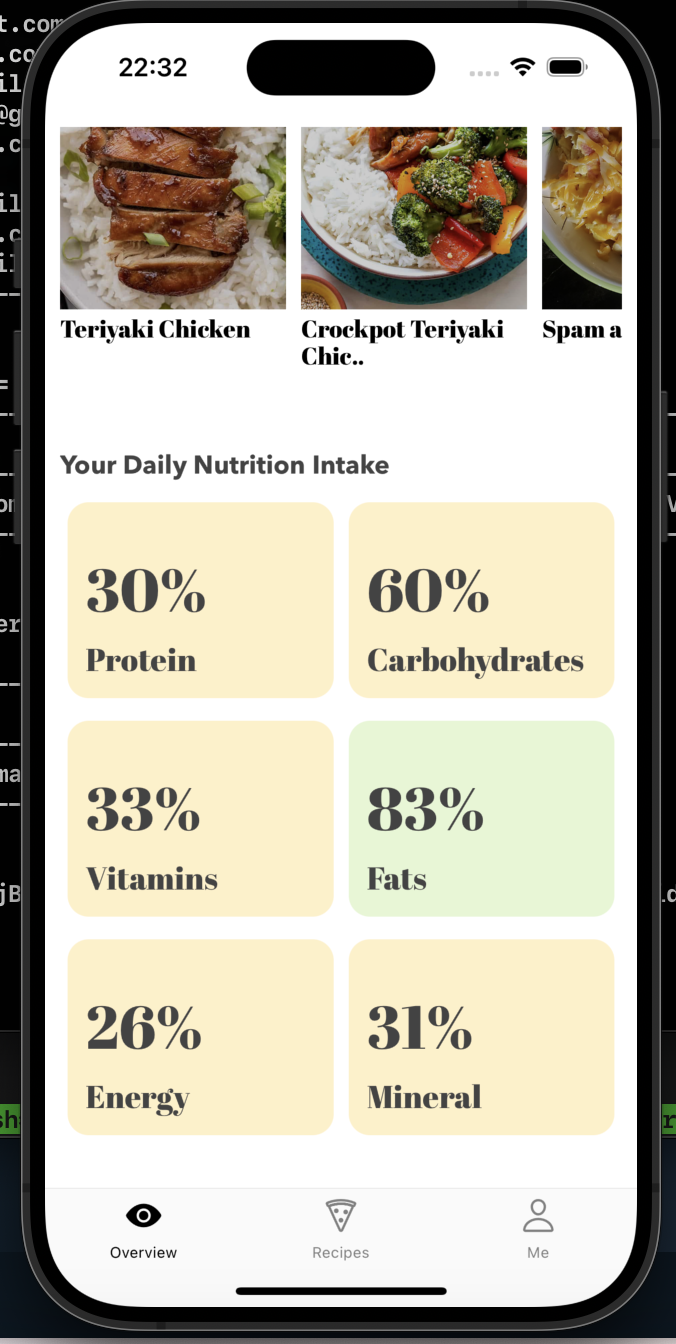 22:32
Teriyaki Chicken
Crockpot Teriyaki
Chic..
Spam a
Your Daily Nutrition Intake
30%
Protein
60%
Carbohydrates
33%
Vitamins
83%
Fats
26%
Energy
31%
Mineral
Overview
Recipes
Me